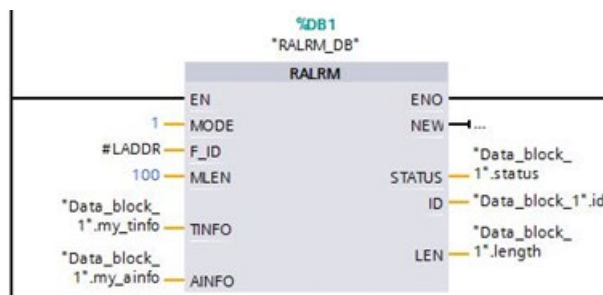 %DB1
"RALRM_DB"
RALRM
EN ENO
1 MODE NEW ...
#LADDR F_ID
100 MLEN
STATUS "Data_block_
1".status
ID "Data_block_1".id
"Data_block_
1".my_tinfo TINFO
LEN "Data_block_
1".length
"Data_block_
1".my_ainfo AINFO